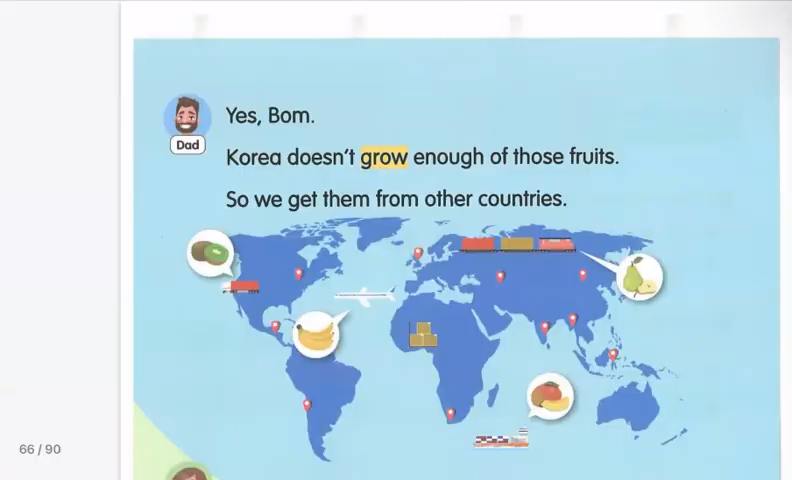 Yes, Bom.
Dad
Korea doesn't grow enough of those fruits.
So we get them from other countries.
66 / 90